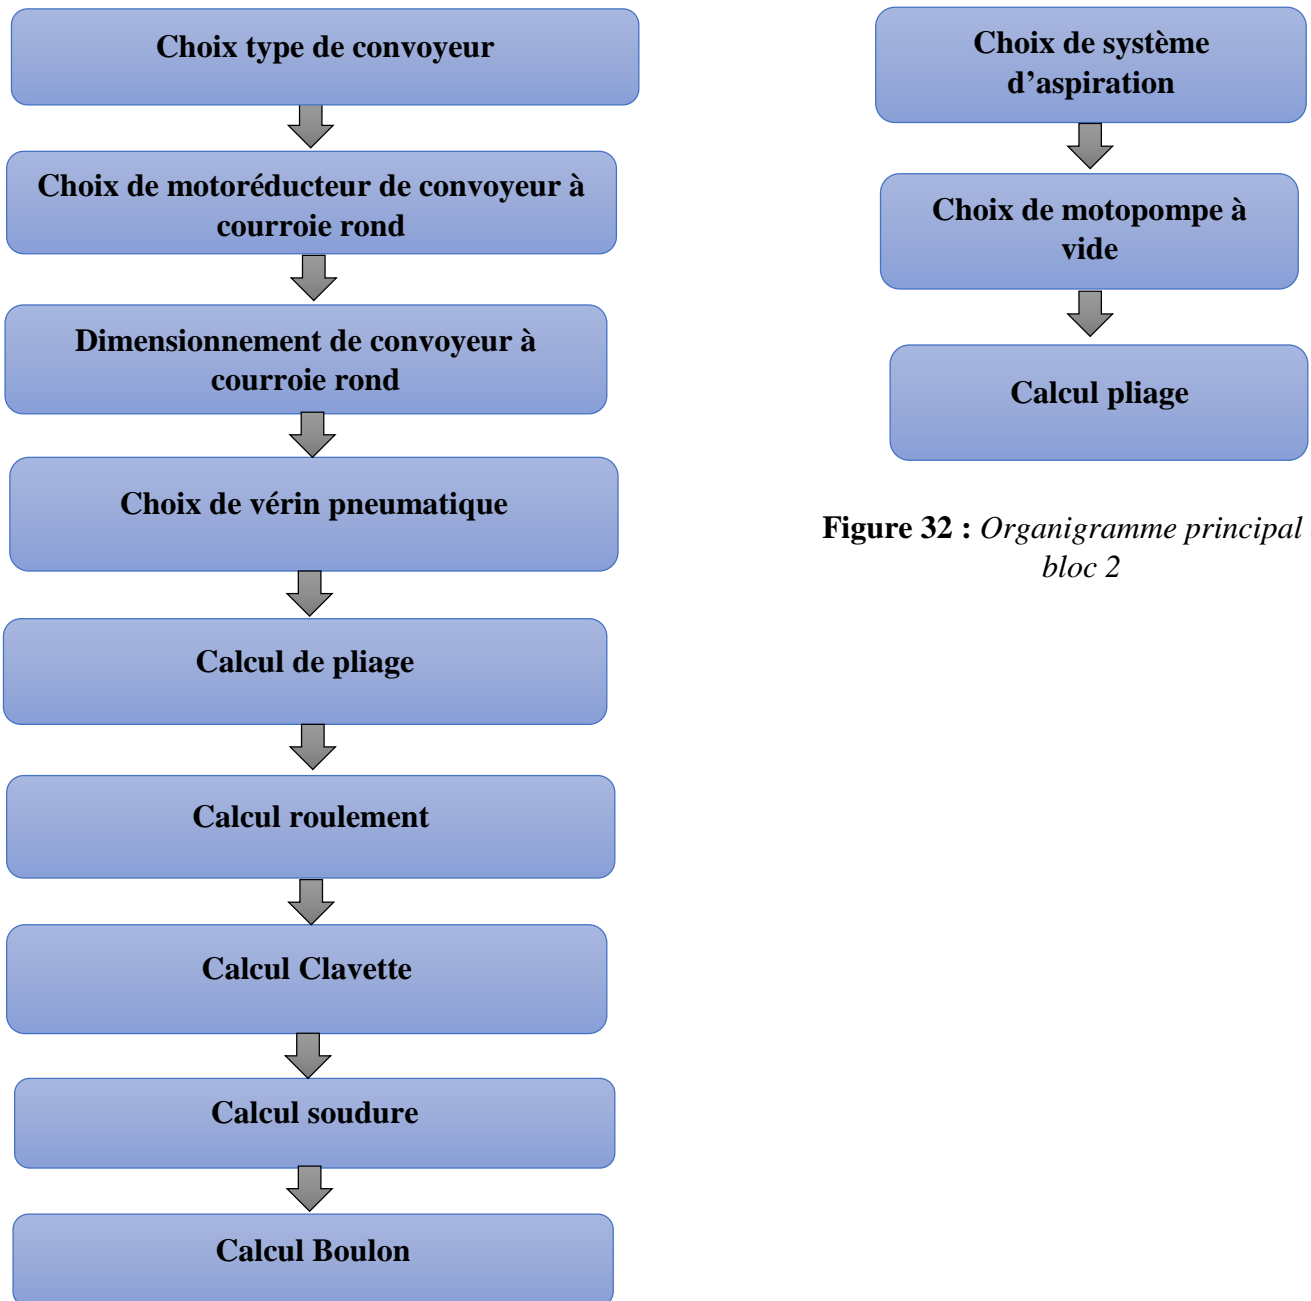 Choix type de convoyeur
Choix de motoréducteur de convoyeur à
courroie rond
Dimensionnement de convoyeur à
courroie rond
Choix de vérin pneumatique
Calcul de pliage
Calcul roulement
Calcul Clavette
Calcul soudure
Calcul Boulon
Choix de système
d’aspiration
Choix de motopompe à
vide
Calcul pliage
Figure 32 : Organigramme principal
bloc 2